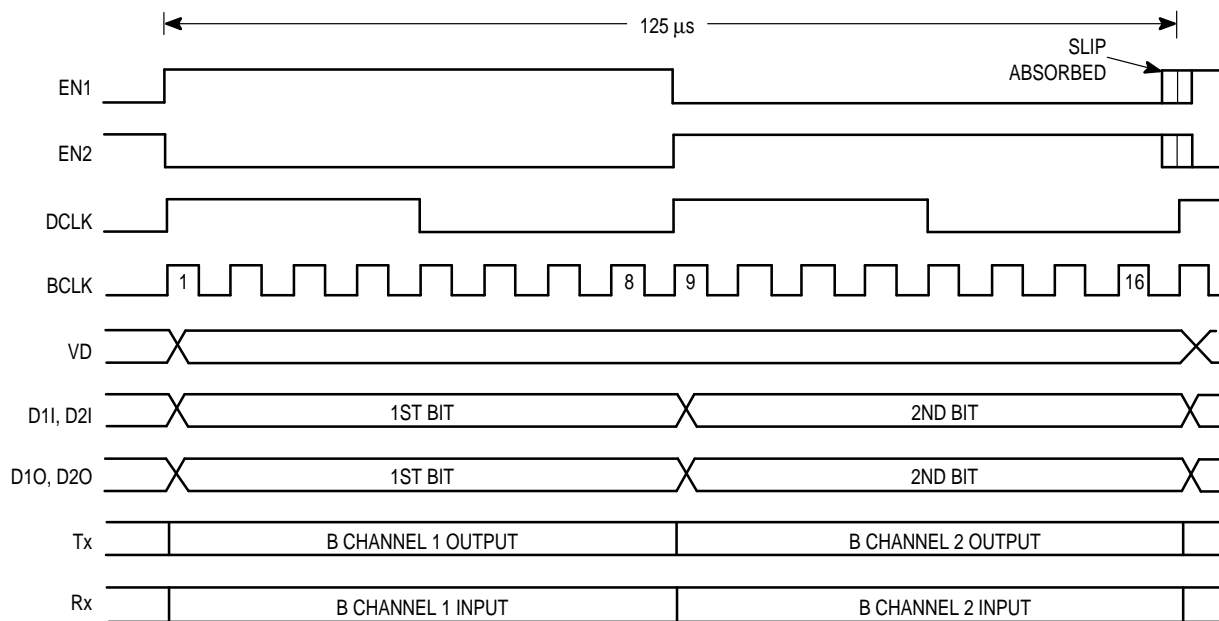 125 μs
SLIP
ABSORBED
EN1
EN2
DCLK
BCLK 1 8 9 16
VD
D1I, D2I 1ST BIT 2ND BIT
D1O, D2O 1ST BIT 2ND BIT
Tx B CHANNEL 1 OUTPUT B CHANNEL 2 OUTPUT
Rx B CHANNEL 1 INPUT B CHANNEL 2 INPUT